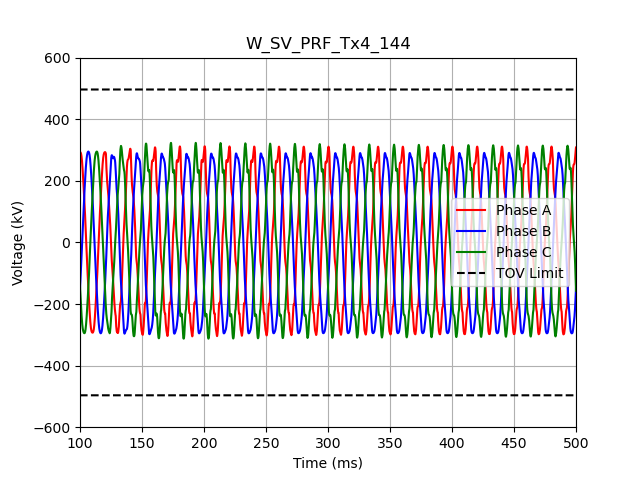 W_SV_PRF_Tx4_144
600
400
200
0
−200
−400
−600
Voltage (kV)
Phase A
Phase B
Phase C
TOV Limit
100 150 200 250 300 350 400 450 500
Time (ms)